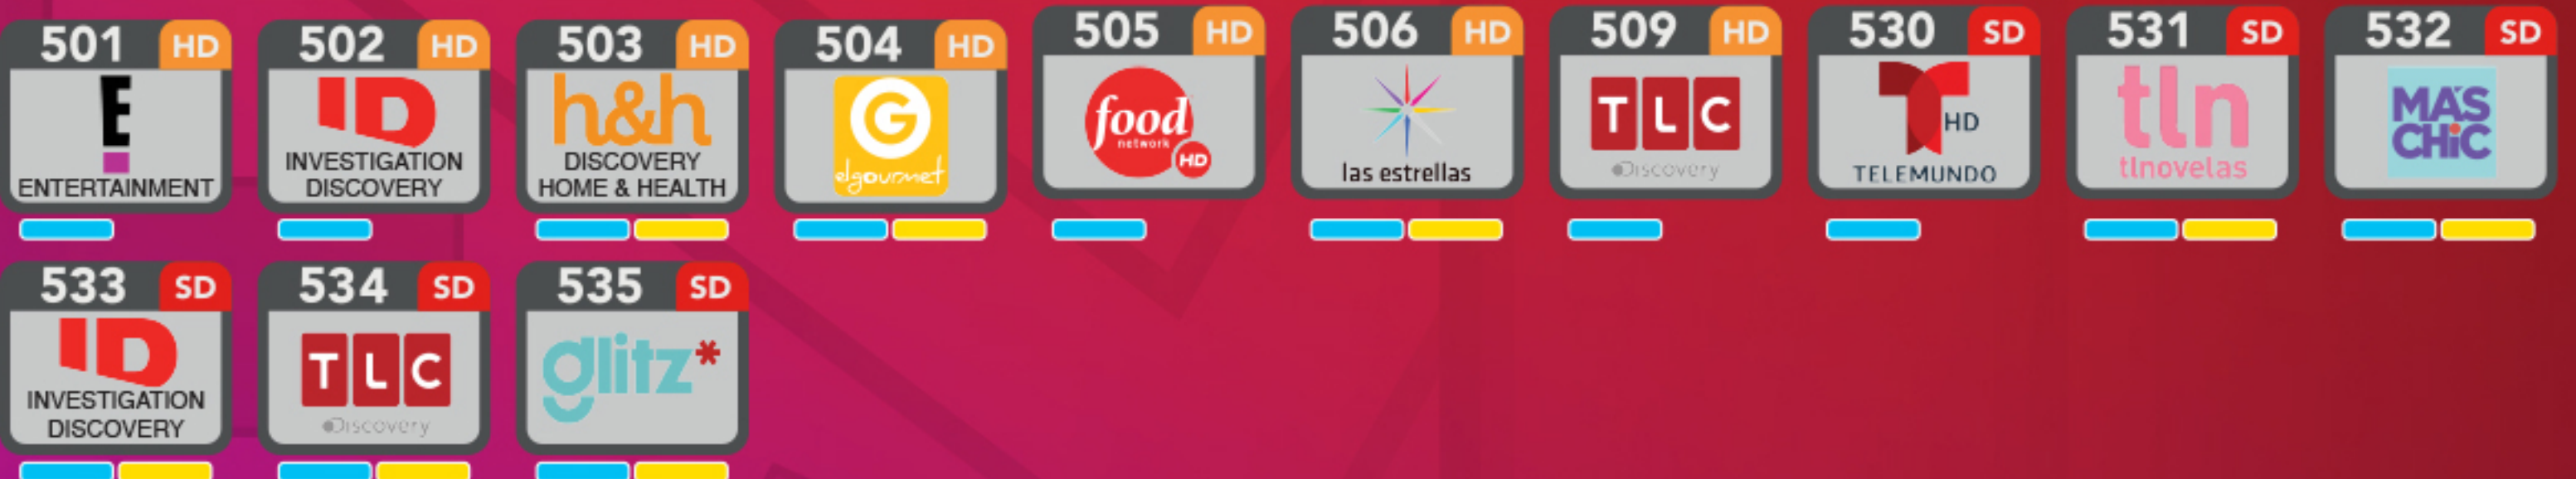 501 HD
E
ENTERTAINMENT
502 HD
ID
INVESTIGATION
DISCOVERY
503 HD
h&h
DISCOVERY
HOME & HEALTH
504 HD
G
elgourmet
505 HD
food
network
HD
506 HD
las estrellas
509 HD
TLC
Discovery
530 SD
T HD
TELEMUNDO
531 SD
tln
tlnovelas
532 SD
MÁS
CHiC
533 SD
ID
INVESTIGATION
DISCOVERY
534 SD
TLC
Discovery
535 SD
glitz*